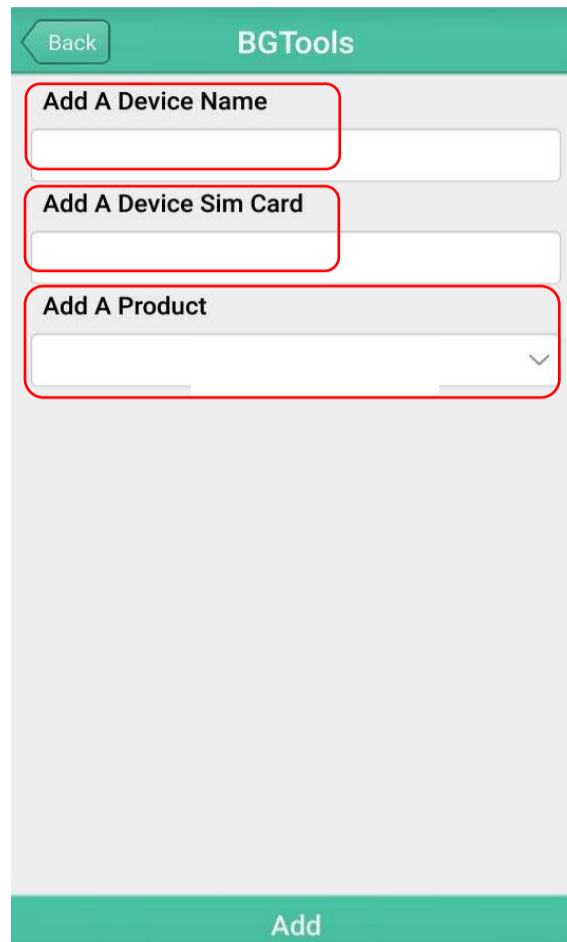 Back
BGTools
Add A Device Name
Add A Device Sim Card
Add A Product
Add